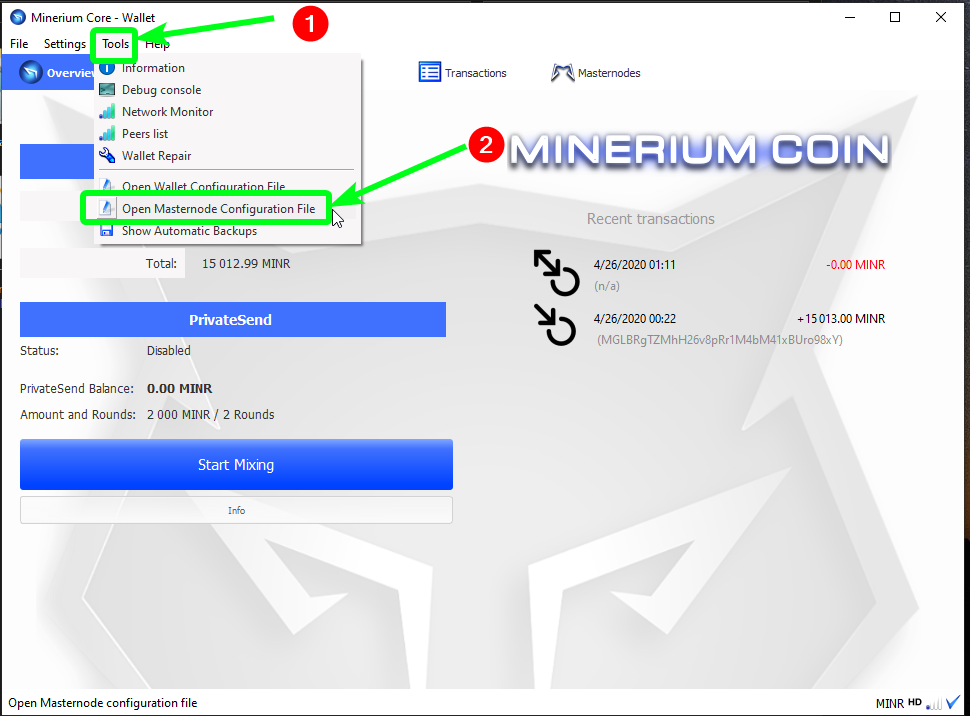 Minerium Core - Wallet
1
File Settings Tools Help
Overview
Transactions
Masternodes
Information
Debug console
Network Monitor
Peers list
Wallet Repair
Open Wallet Configuration File
Open Masternode Configuration File
Show Automatic Backups
2
MINERIUM COIN
Total: 15 012.99 MINR
PrivateSend
Status: Disabled
PrivateSend Balance: 0.00 MINR
Amount and Rounds: 2 000 MINR / 2 Rounds
Start Mixing
Info
Recent transactions
4/26/2020 01:11 -0.00 MINR
(n/a)
4/26/2020 00:22 +15 013.00 MINR
(MGLBRgTZMhH26v8pRr1M4bM41xBUro98xY)
Open Masternode configuration file
MINR HD